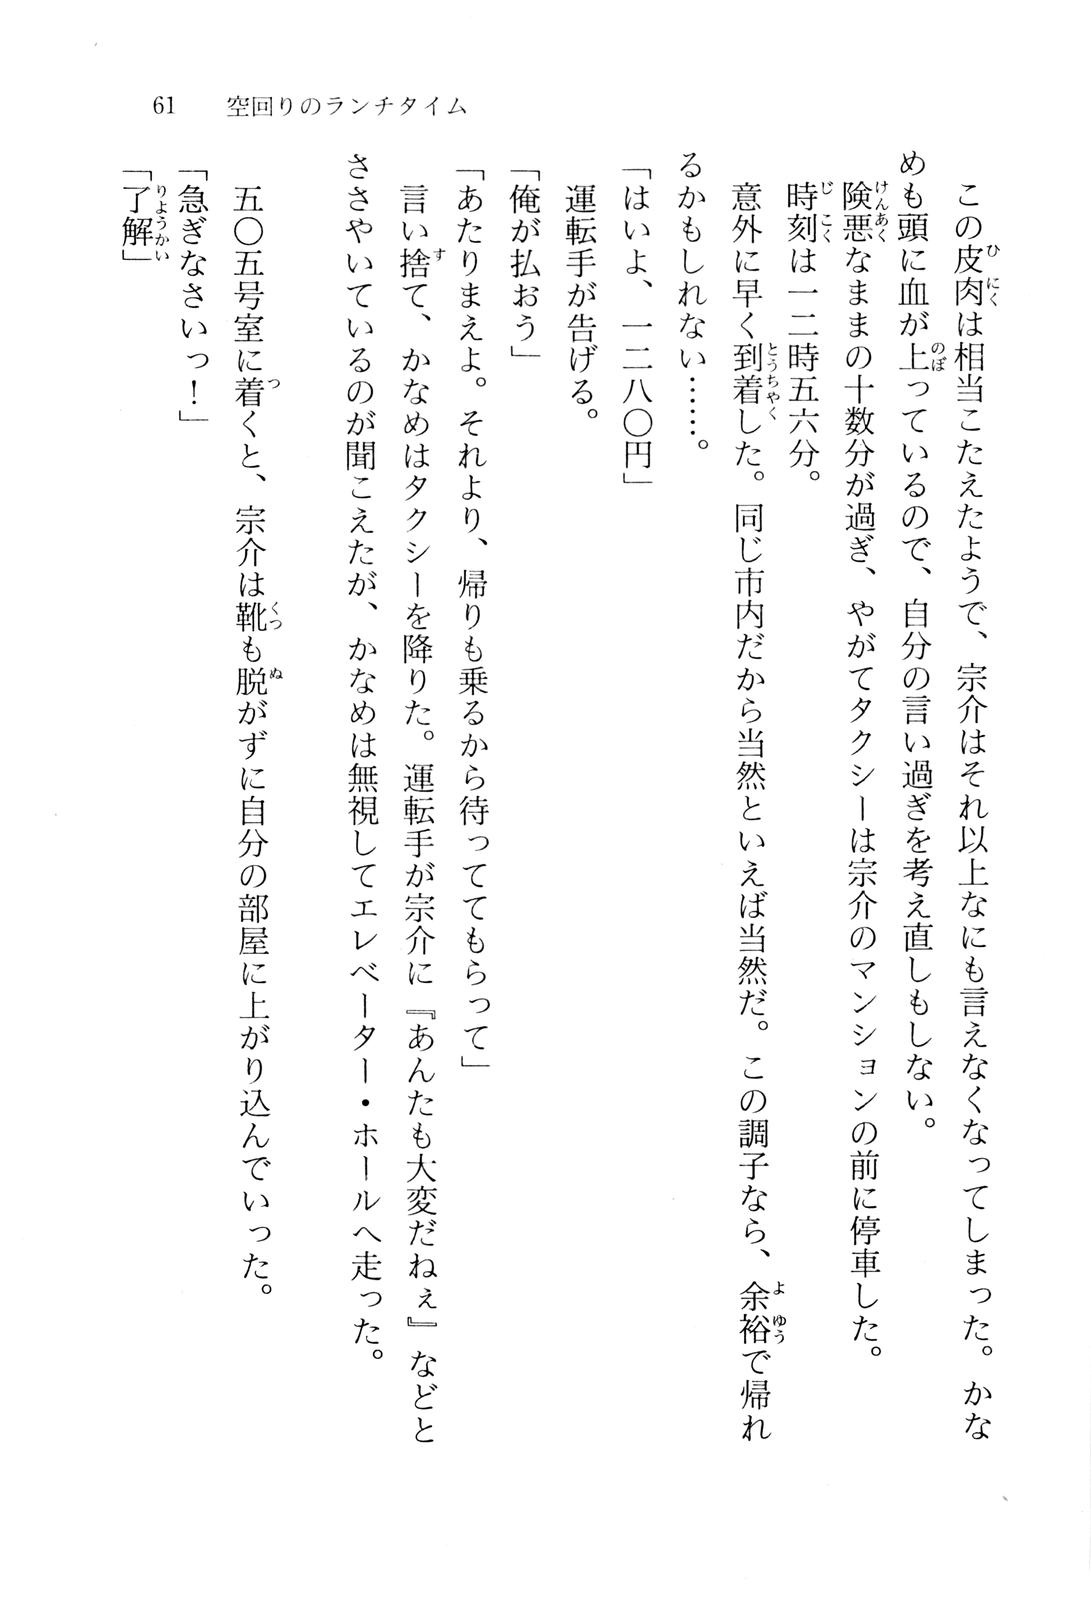 61　空回りのランチタイム
　この皮肉は相当こたえたようで、宗介はそれ以上なにも言えなくなってしまった。かな
めも頭に血が上っているので、自分の言い過ぎを考え直しもしない。
　険悪なままの十数分が過ぎ、やがてタクシーは宗介のマンションの前に停車した。
　時刻は一二時五六分。
　意外に早く到着した。同じ市内だから当然といえば当然だ。この調子なら、余裕で帰れ
るかもしれない……。
「はいよ、一二八〇円」
　運転手が告げる。
「俺が払おう」
「あたりまえよ。それより、帰りも乗るから待っててもらって」
　言い捨て、かなめはタクシーを降りた。運転手が宗介に『あんたも大変だねぇ』などと
ささやいているのが聞こえたが、かなめは無視してエレベーター・ホールへ走った。
　五〇五号室に着くと、宗介は靴も脱がずに自分の部屋に上がり込んでいった。
「急ぎなさいっ！」
「了解」